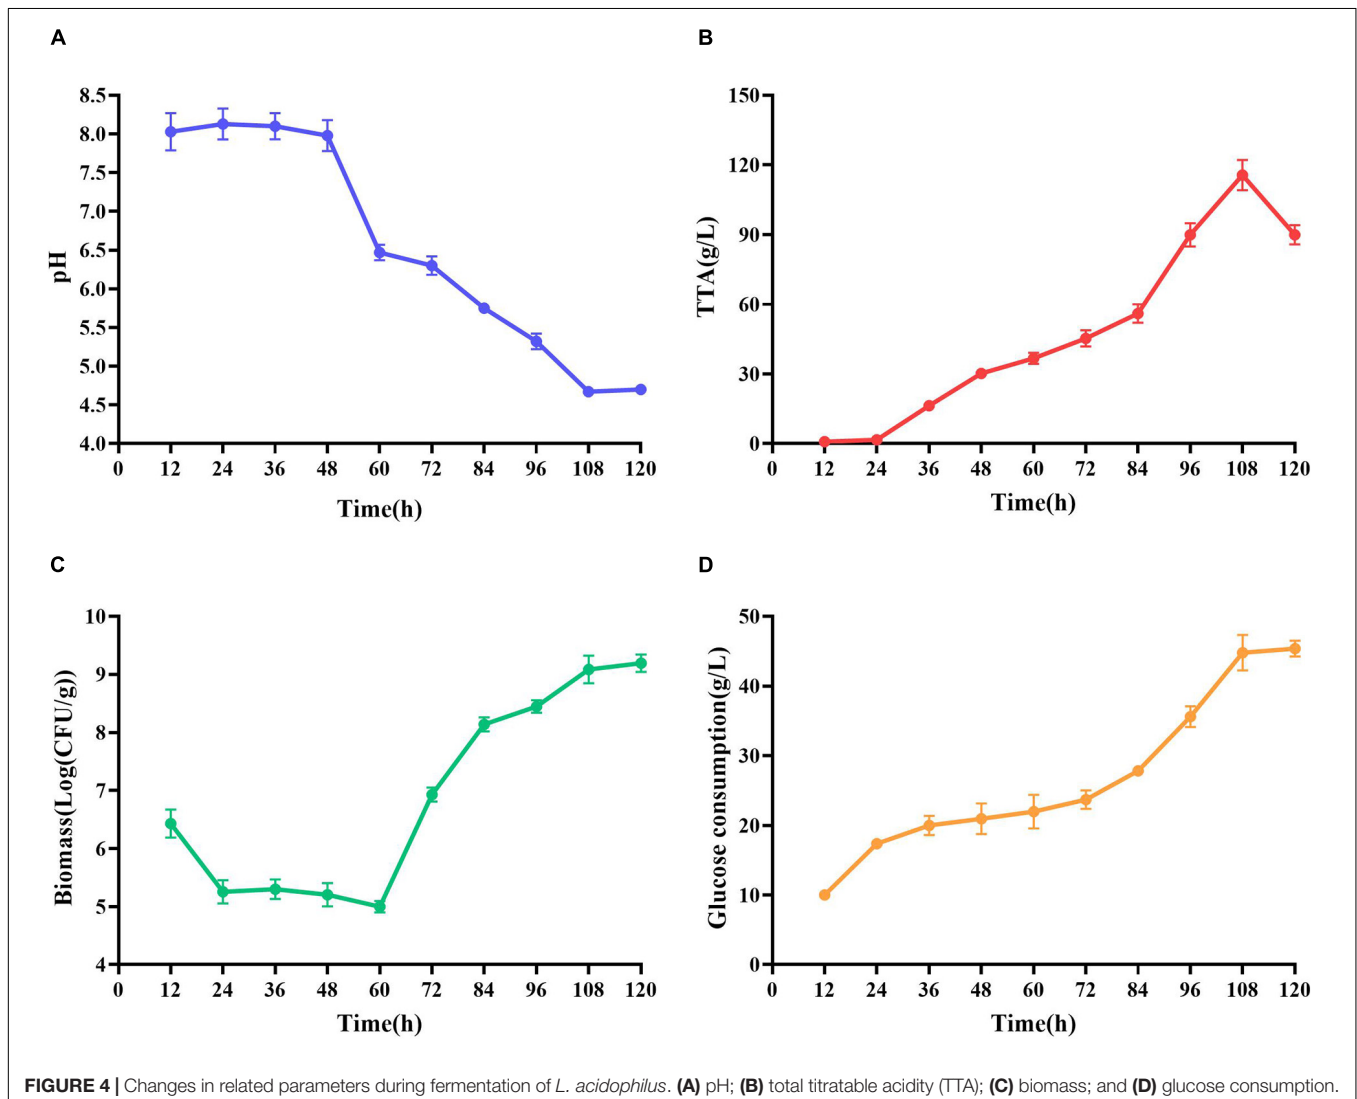 A
8.5
8.0
7.5
7.0
6.5
6.0
5.5
5.0
4.5
4.0
pH
0 12 24 36 48 60 72 84 96 108 120
Time(h)
B
150
120
90
60
30
0
TTA(g/L)
0 12 24 36 48 60 72 84 96 108 120
Time(h)
C
10
9
8
7
6
5
4
Biomass(Log(CFU/g))
0 12 24 36 48 60 72 84 96 108 120
Time(h)
D
50
40
30
20
10
0
Glucose consumption(g/L)
0 12 24 36 48 60 72 84 96 108 120
Time(h)
FIGURE 4 | Changes in related parameters during fermentation of L. acidophilus. (A) pH; (B) total titratable acidity (TTA); (C) biomass; and (D) glucose consumption.